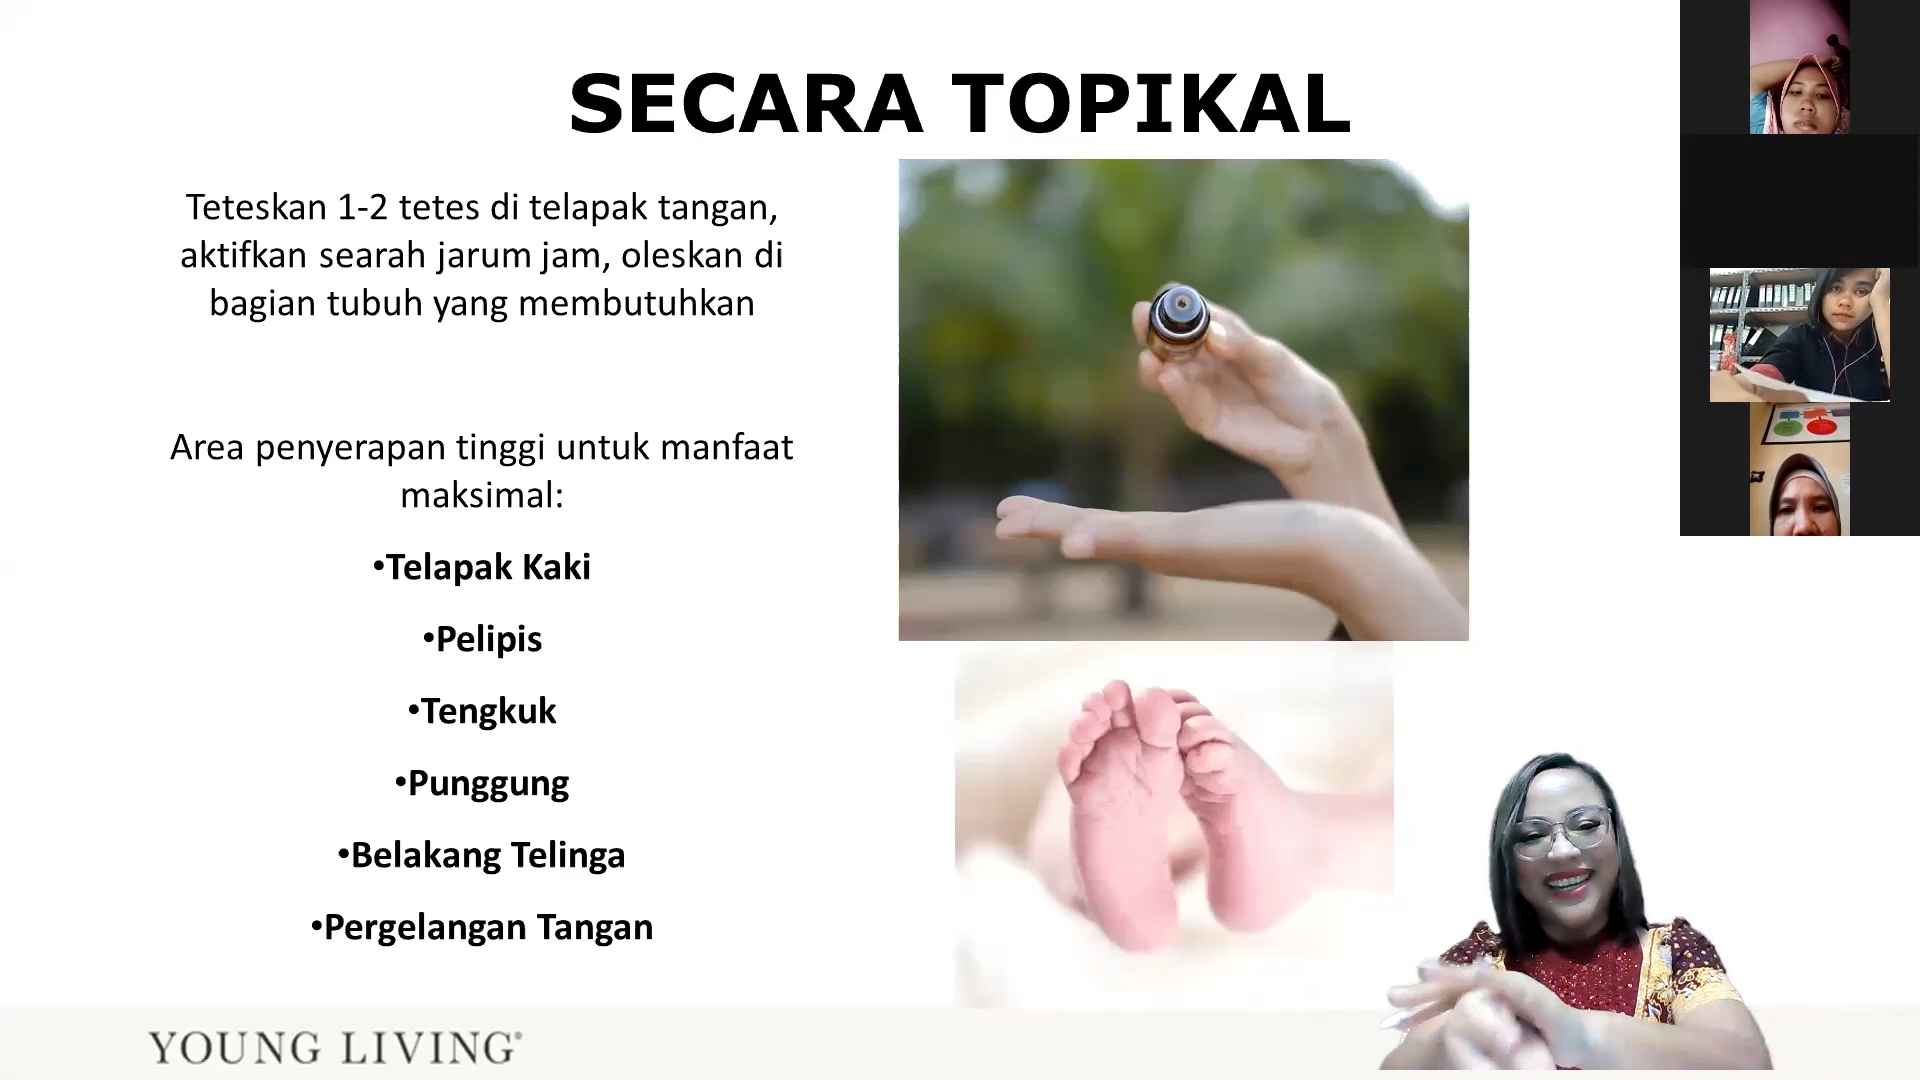 SECARA TOPIKAL
Teteskan 1-2 tetes di telapak tangan,
aktifkan searah jarum jam, oleskan di
bagian tubuh yang membutuhkan
Area penyerapan tinggi untuk manfaat
maksimal:
•Telapak Kaki
•Pelipis
•Tengkuk
•Punggung
•Belakang Telinga
•Pergelangan Tangan
YOUNG LIVING®